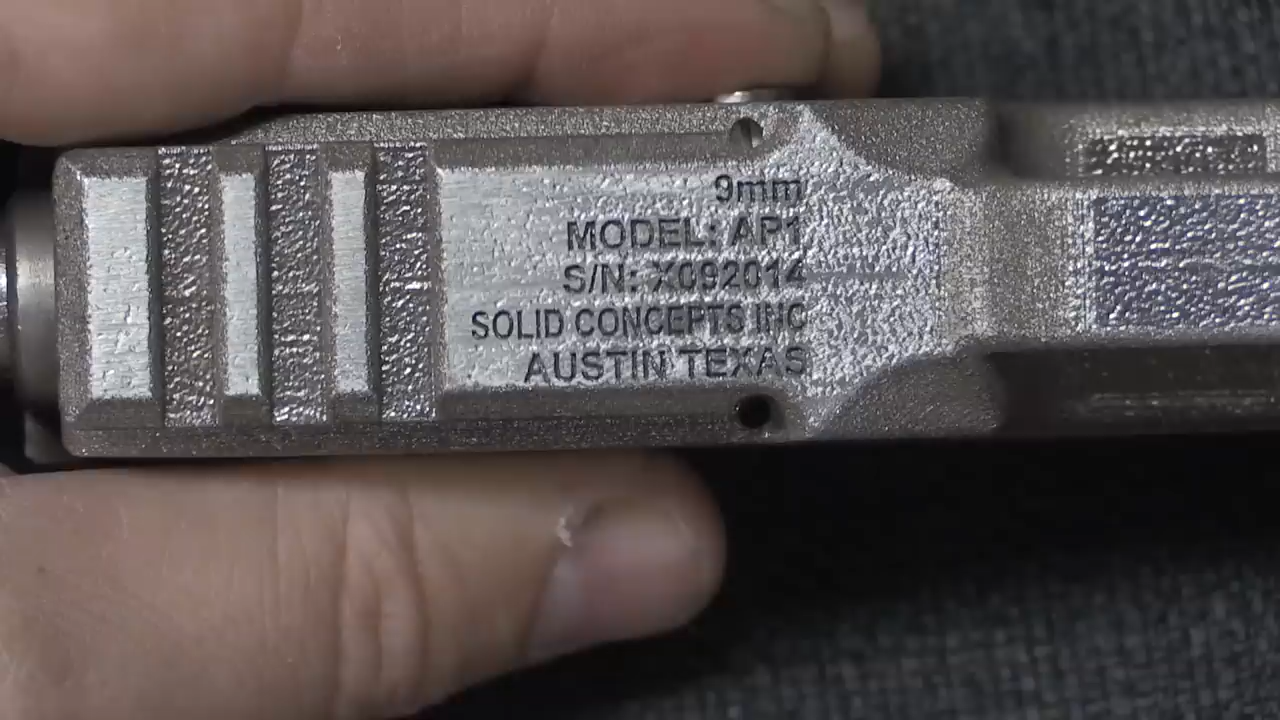 9mm
MODEL: AP1
S/N: X092014
SOLID CONCEPTS INC
AUSTIN TEXAS